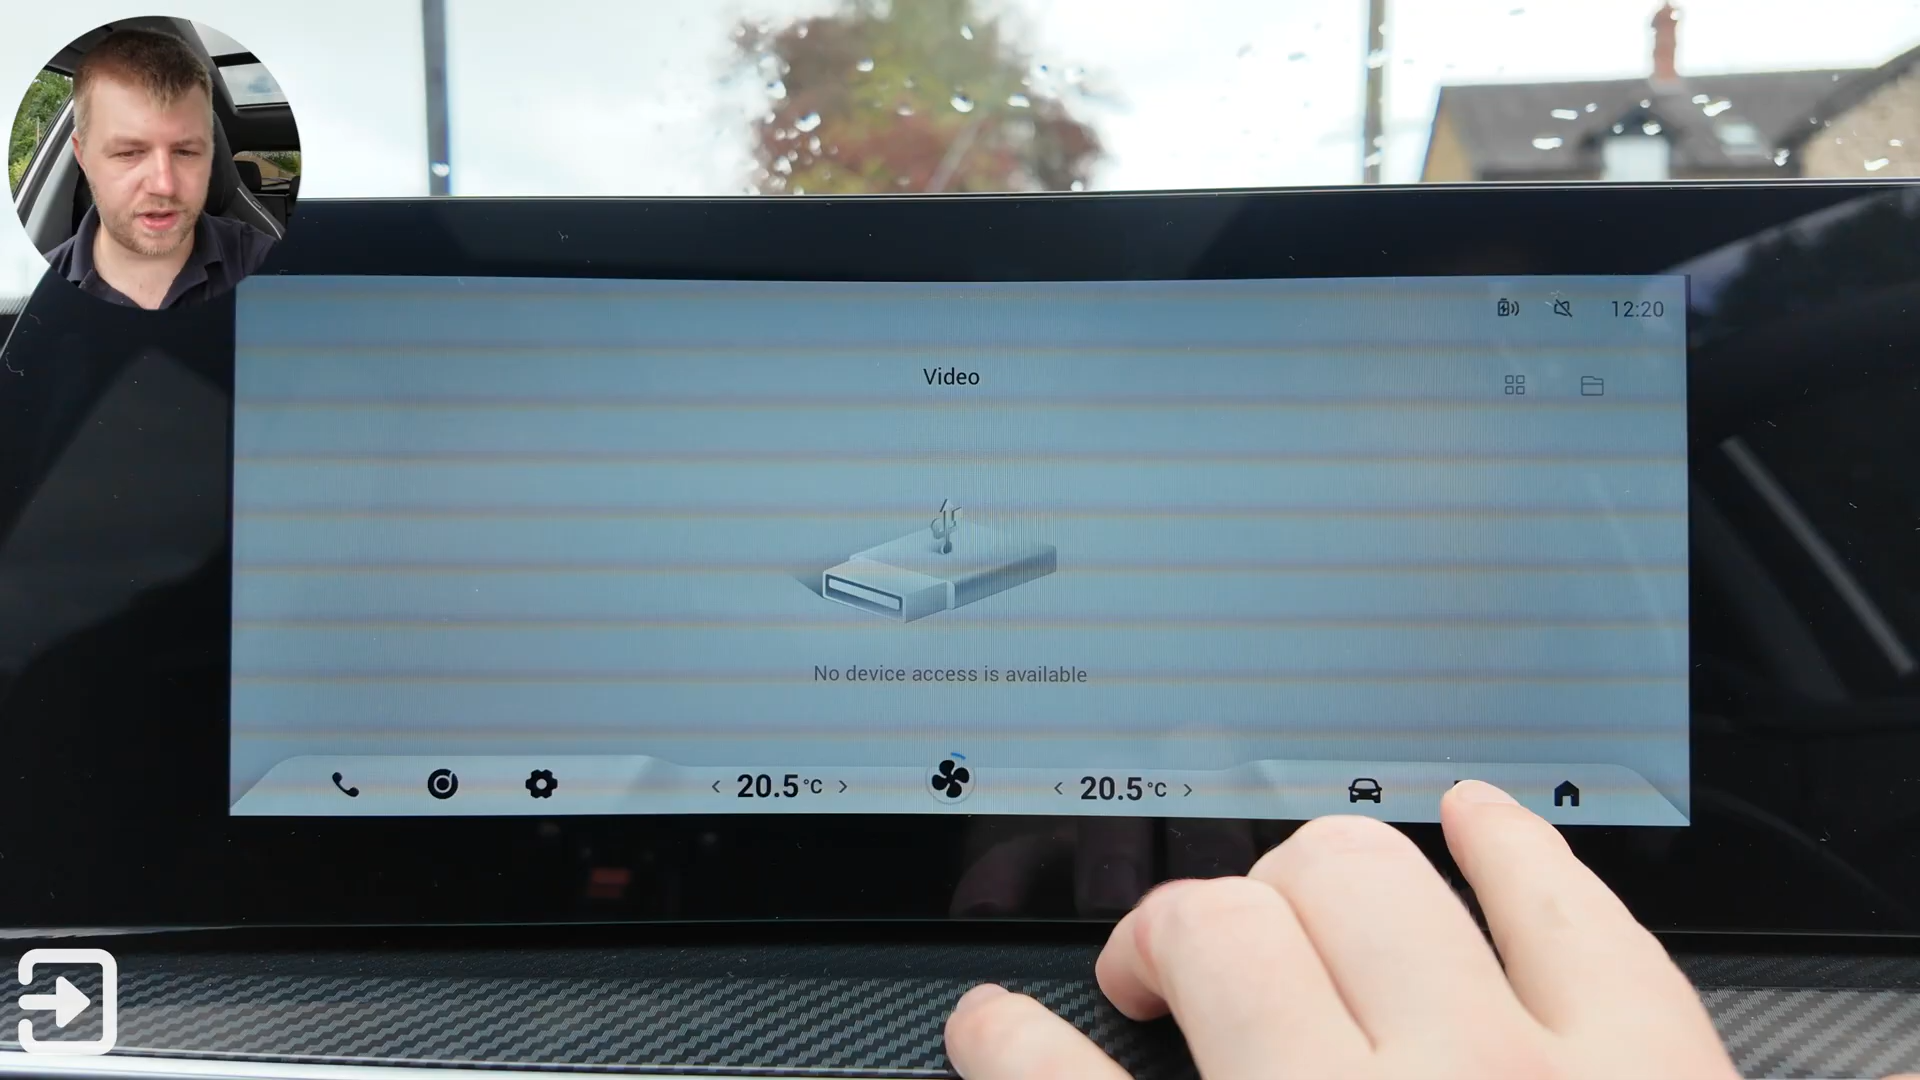 12:20
Video
No device access is available
< 20.5°C >
< 20.5°C >